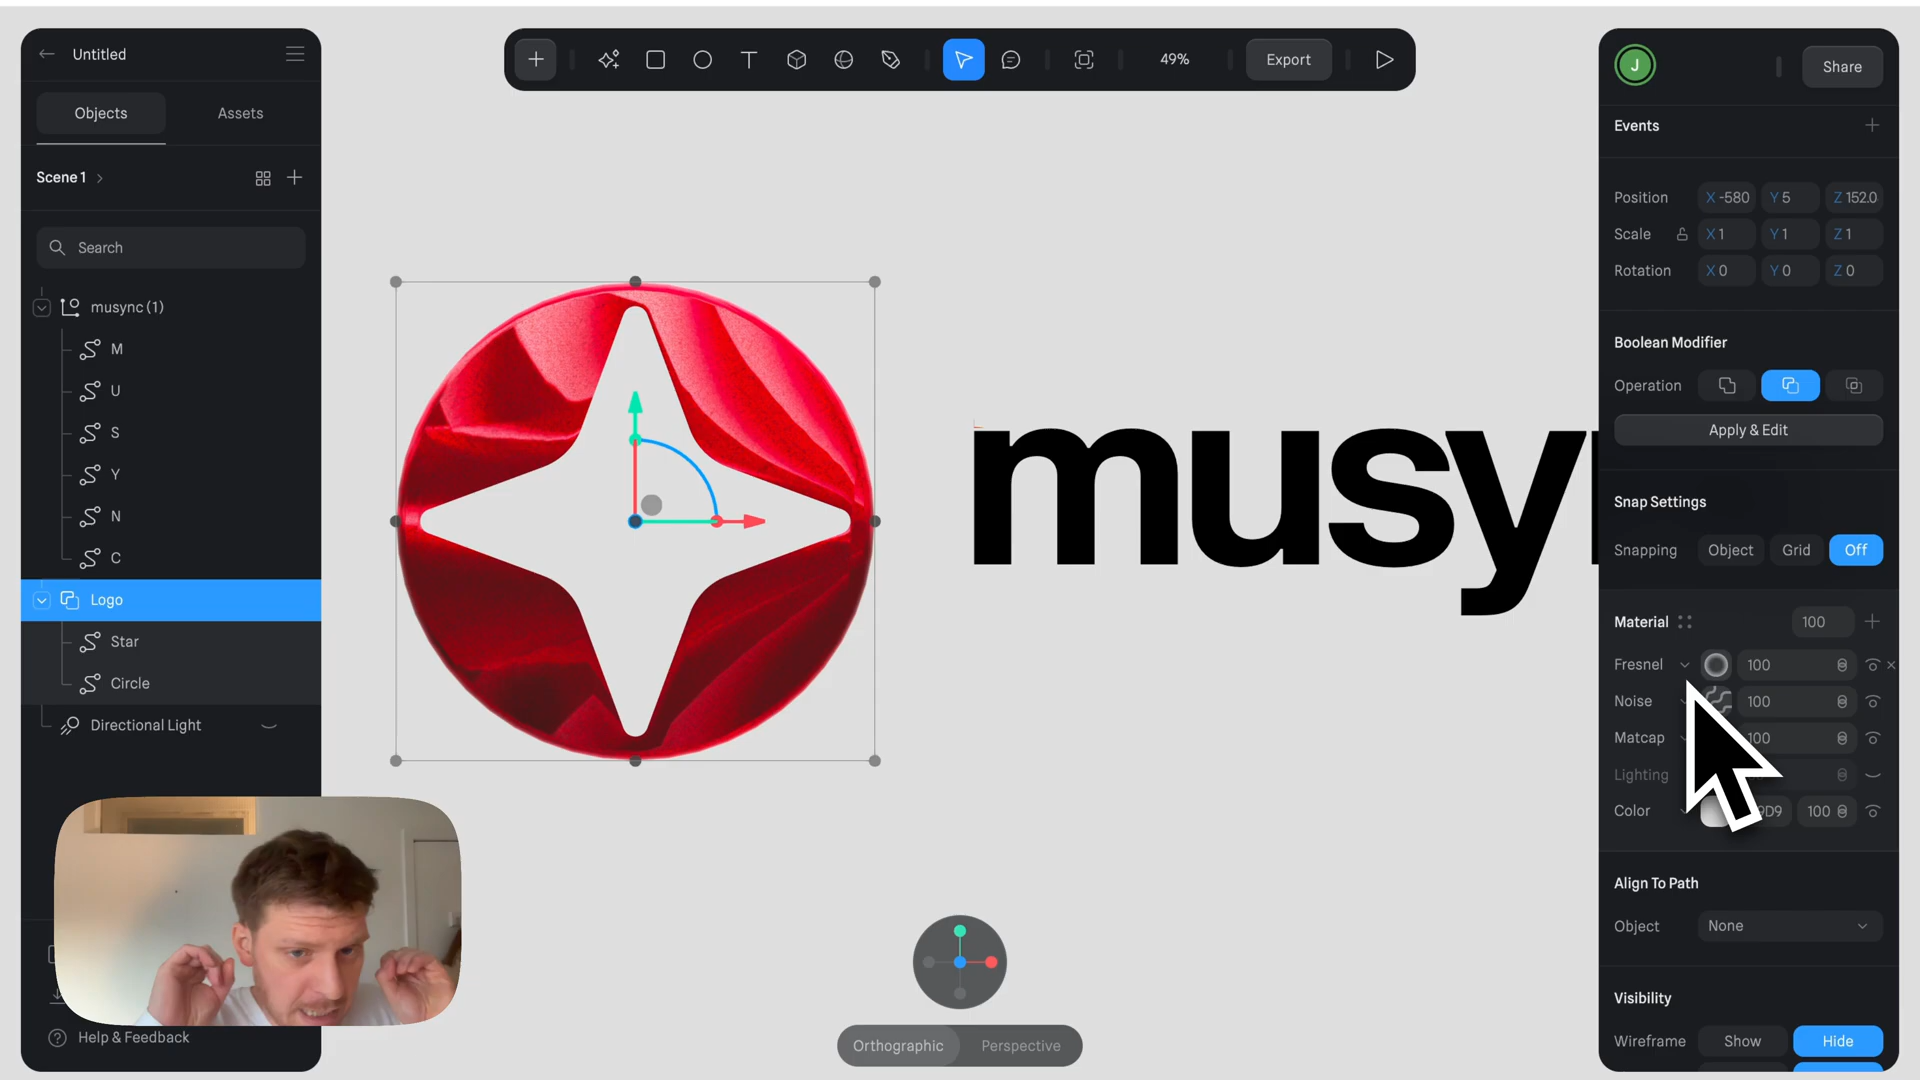 Untitled
Objects
Assets
Scene 1
Search
musync (1)
M
U
S
Y
N
C
Logo
Star
Circle
Directional Light
Help & Feedback
49%
Export
musyn
Orthographic
Perspective
J
Share
Events
Position X -580 Y 5 Z 152.0
Scale X 1 Y 1 Z 1
Rotation X 0 Y 0 Z 0
Boolean Modifier
Operation
Apply & Edit
Snap Settings
Snapping Object Grid Off
Material 100
Fresnel 100
Noise 100
Matcap 100
Lighting
Color 9D9 100
Align To Path
Object None
Visibility
Wireframe Show Hide